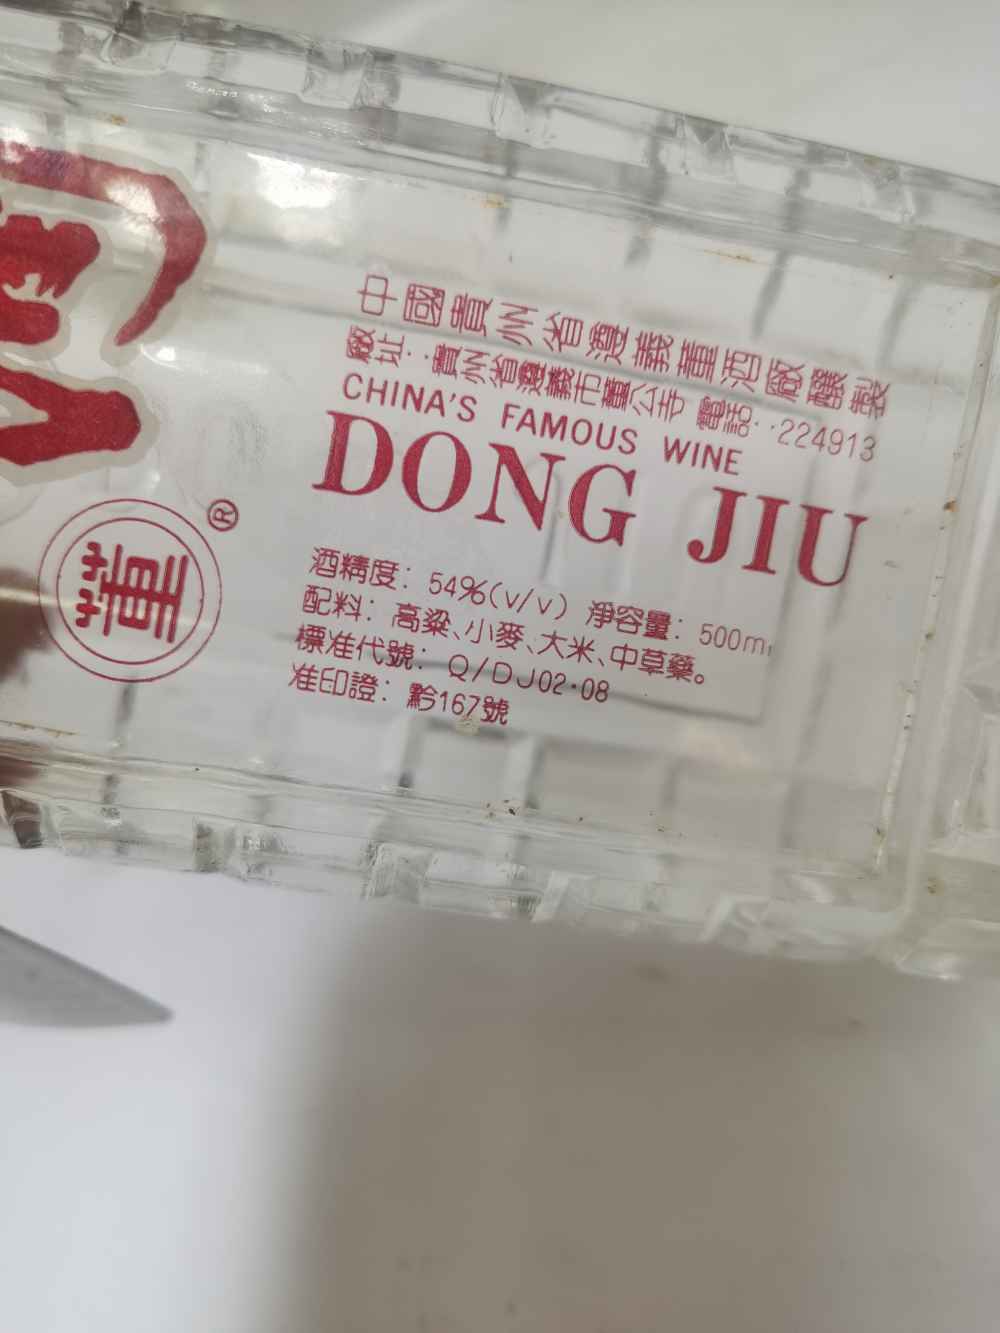 中國貴州省遵義董酒廠釀製
廠址：貴州省遵義市董公寺 電話：224913
CHINA'S FAMOUS WINE
DONG JIU
董
®
酒精度：54%(v/v) 淨容量：500ml
配料：高粱、小麥、大米、中草藥。
標准代號：Q/DJ02·08
准印證：黔167號